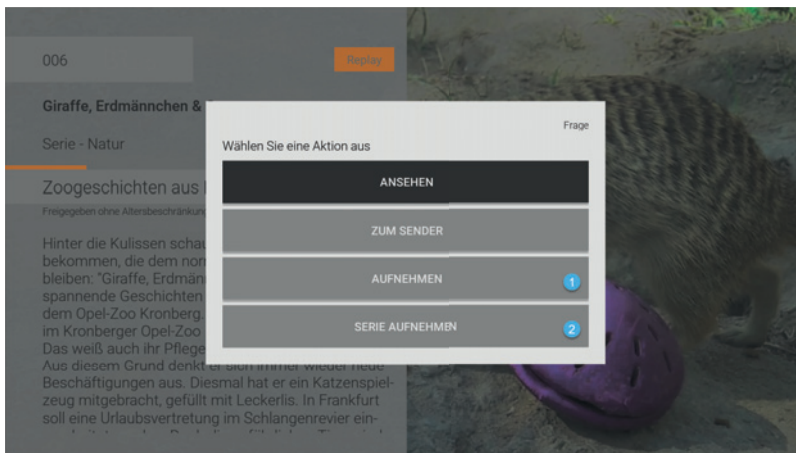 006
Replay
Giraffe, Erdmännchen &
Serie - Natur
Zoogeschichten aus
Freigegeben ohne Altersbeschränkung
Hinter die Kulissen schau
bekommen, die dem nor
bleiben: "Giraffe, Erdmän
spannende Geschichten
dem Opel-Zoo Kronberg.
im Kronberger Opel-Zoo
Das weiß auch ihr Pflege
Aus diesem Grund denkt er sich immer wieder neue
Beschäftigungen aus. Diesmal hat er ein Katzenspiel-
zeug mitgebracht, gefüllt mit Leckerlis. In Frankfurt
soll eine Urlaubsvertretung im Schlangenrevier ein-
Frage
Wählen Sie eine Aktion aus
ANSEHEN
ZUM SENDER
AUFNEHMEN
1
SERIE AUFNEHMEN
2